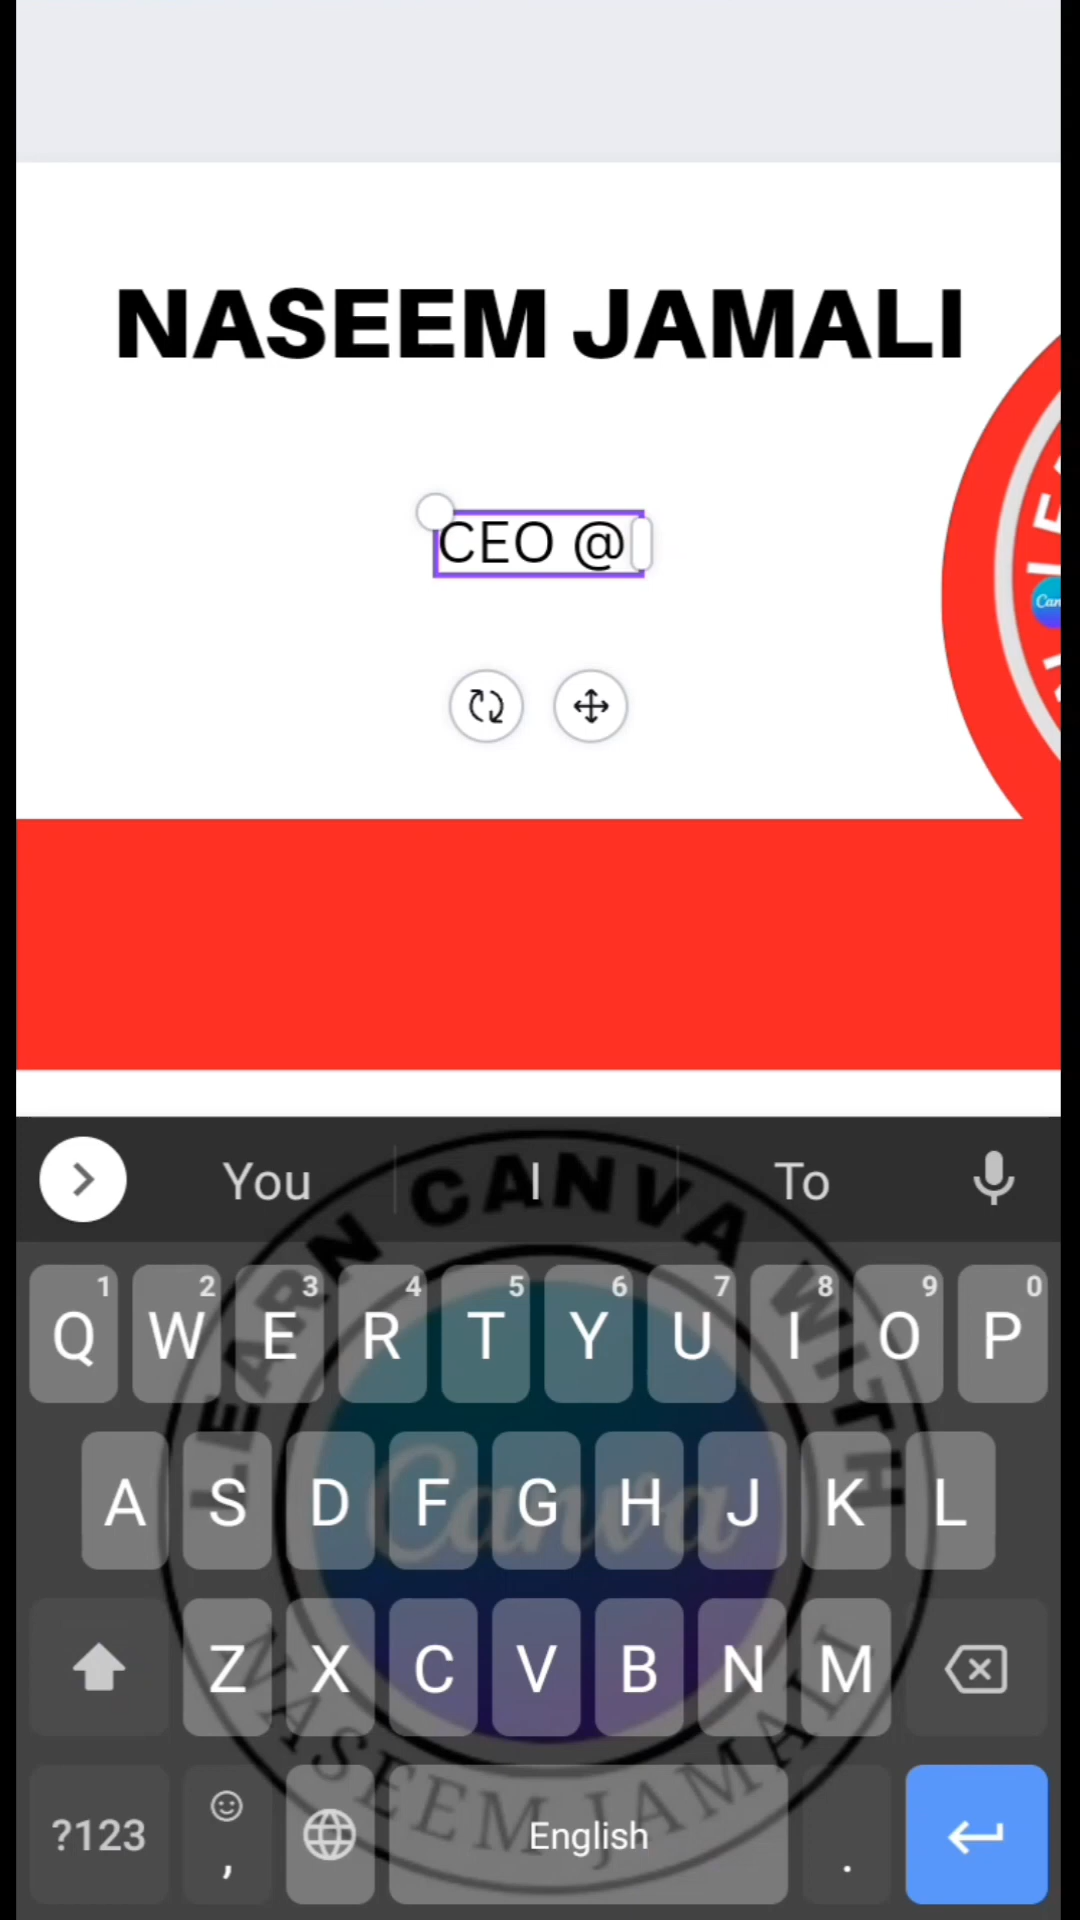 NASEEM JAMALI
CEO @
Can
You I To
1 2 3 4 5 6 7 8 9 0
Q W E R T Y U I O P
A S D F G H J K L
Z X C V B N M
?123 , English .
LEARN CANVA WITH
Canva
NASEEM JAMALI